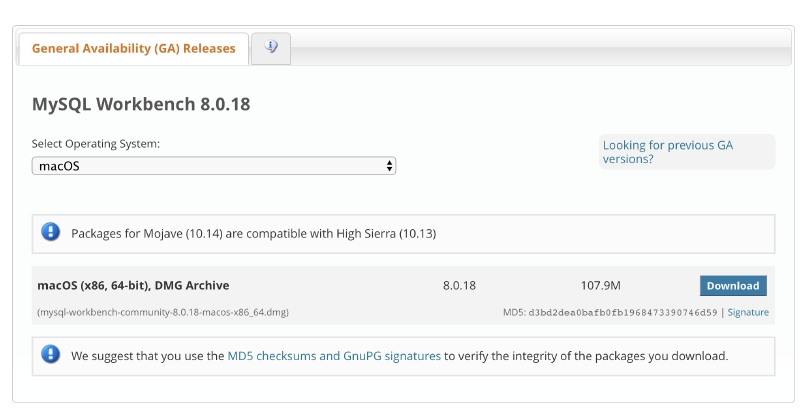 General Availability (GA) Releases
MySQL Workbench 8.0.18
Select Operating System:
macOS
Looking for previous GA
versions?
Packages for Mojave (10.14) are compatible with High Sierra (10.13)
macOS (x86, 64-bit), DMG Archive 8.0.18 107.9M Download
(mysql-workbench-community-8.0.18-macos-x86_64.dmg) MD5: d3bd2dea0bafb0fb1968473390746d59 | Signature
We suggest that you use the MD5 checksums and GnuPG signatures to verify the integrity of the packages you download.